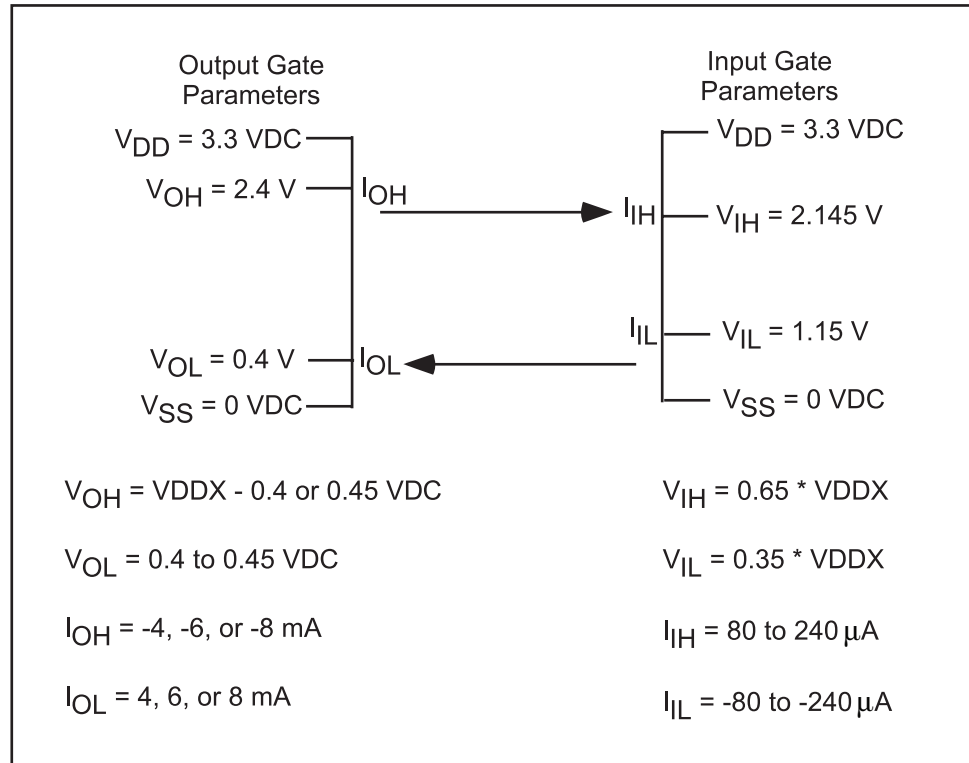 Output Gate
Parameters
VDD = 3.3 VDC
VOH = 2.4 V
IOH
VOL = 0.4 V
IOL
VSS = 0 VDC
Input Gate
Parameters
VDD = 3.3 VDC
IIH
VIH = 2.145 V
IIL
VIL = 1.15 V
VSS = 0 VDC
VOH = VDDX - 0.4 or 0.45 VDC
VOL = 0.4 to 0.45 VDC
IOH = -4, -6, or -8 mA
IOL = 4, 6, or 8 mA
VIH = 0.65 * VDDX
VIL = 0.35 * VDDX
IIH = 80 to 240 μA
IIL = -80 to -240 μA